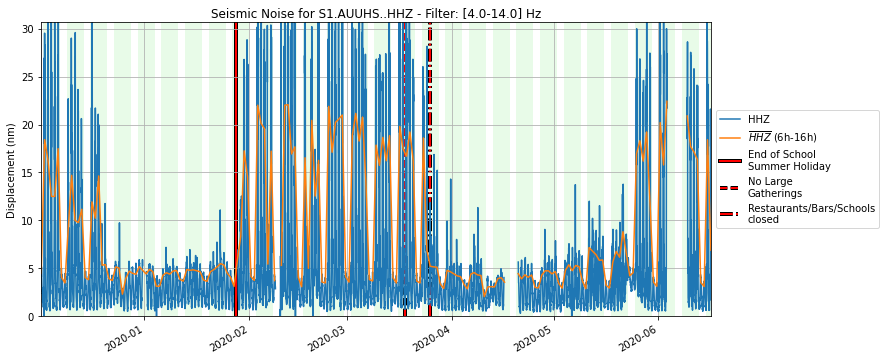 Seismic Noise for S1.AUUHS..HHZ - Filter: [4.0-14.0] Hz
Displacement (nm)
30
25
20
15
10
5
0
2020-01
2020-02
2020-03
2020-04
2020-05
2020-06
HHZ
HHZ (6h-16h)
End of School
Summer Holiday
No Large
Gatherings
Restaurants/Bars/Schools
closed